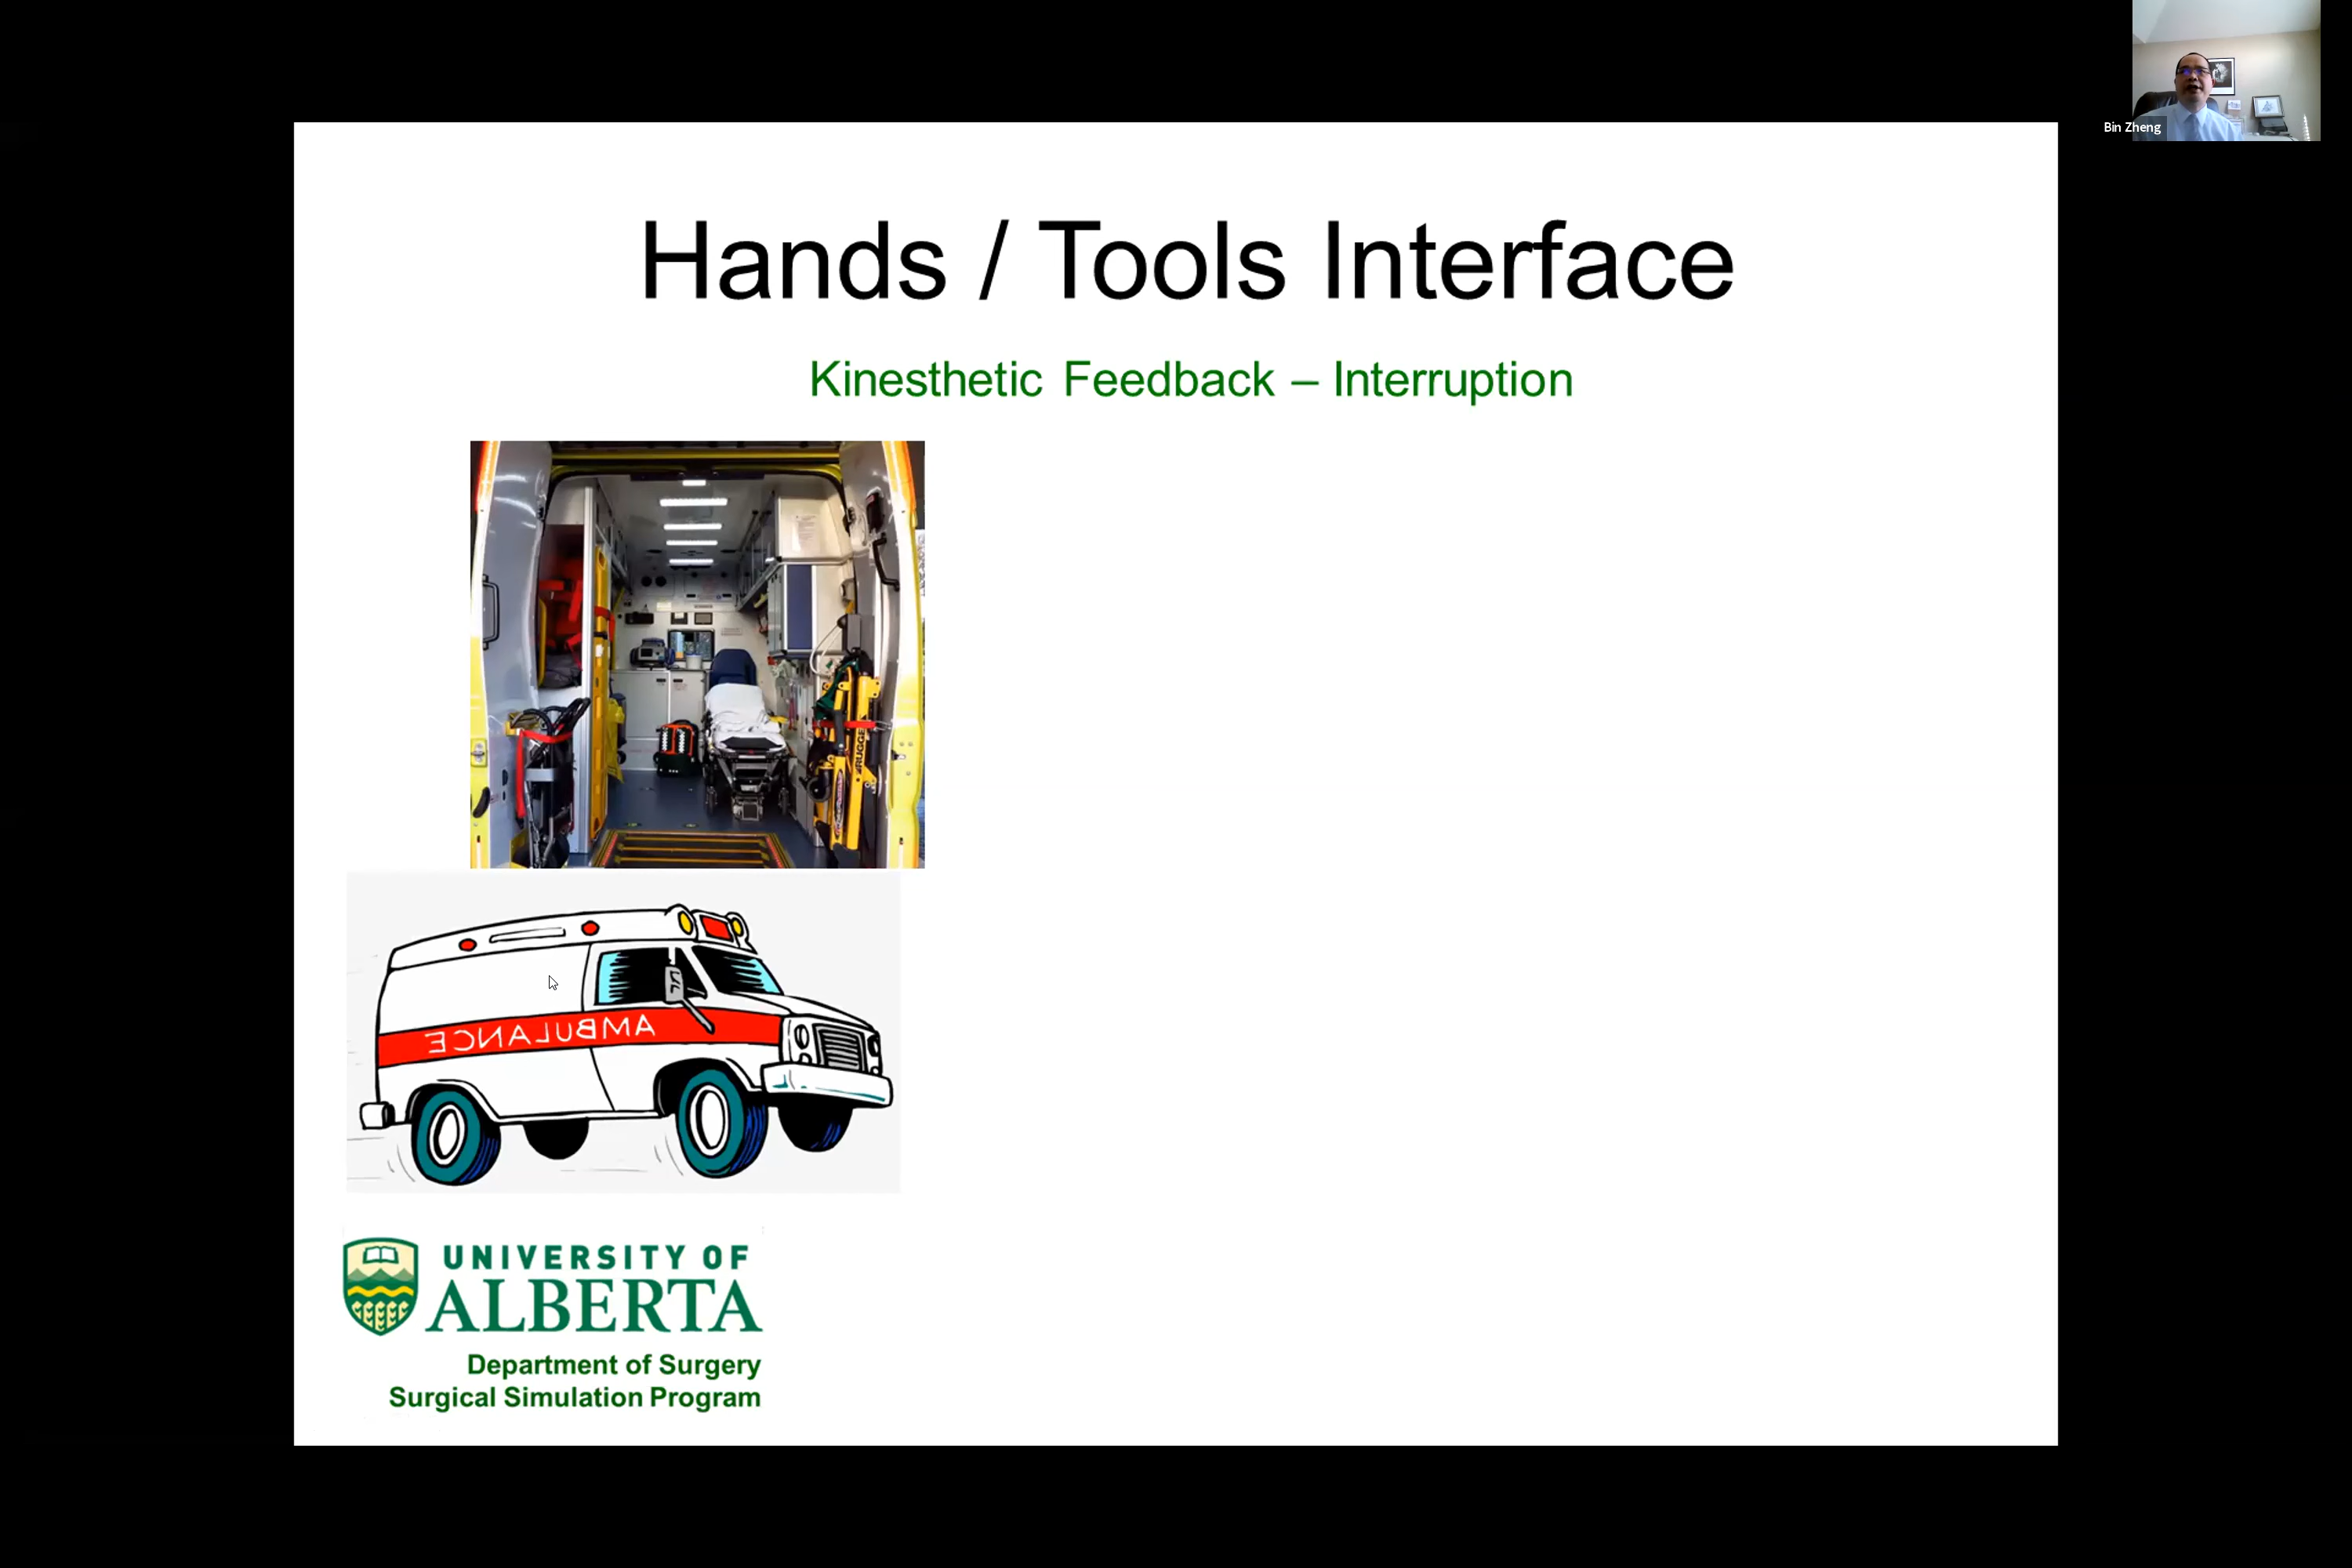 Bin Zheng
Hands / Tools Interface
Kinesthetic Feedback – Interruption
AMBULANCE
UNIVERSITY OF
ALBERTA
Department of Surgery
Surgical Simulation Program